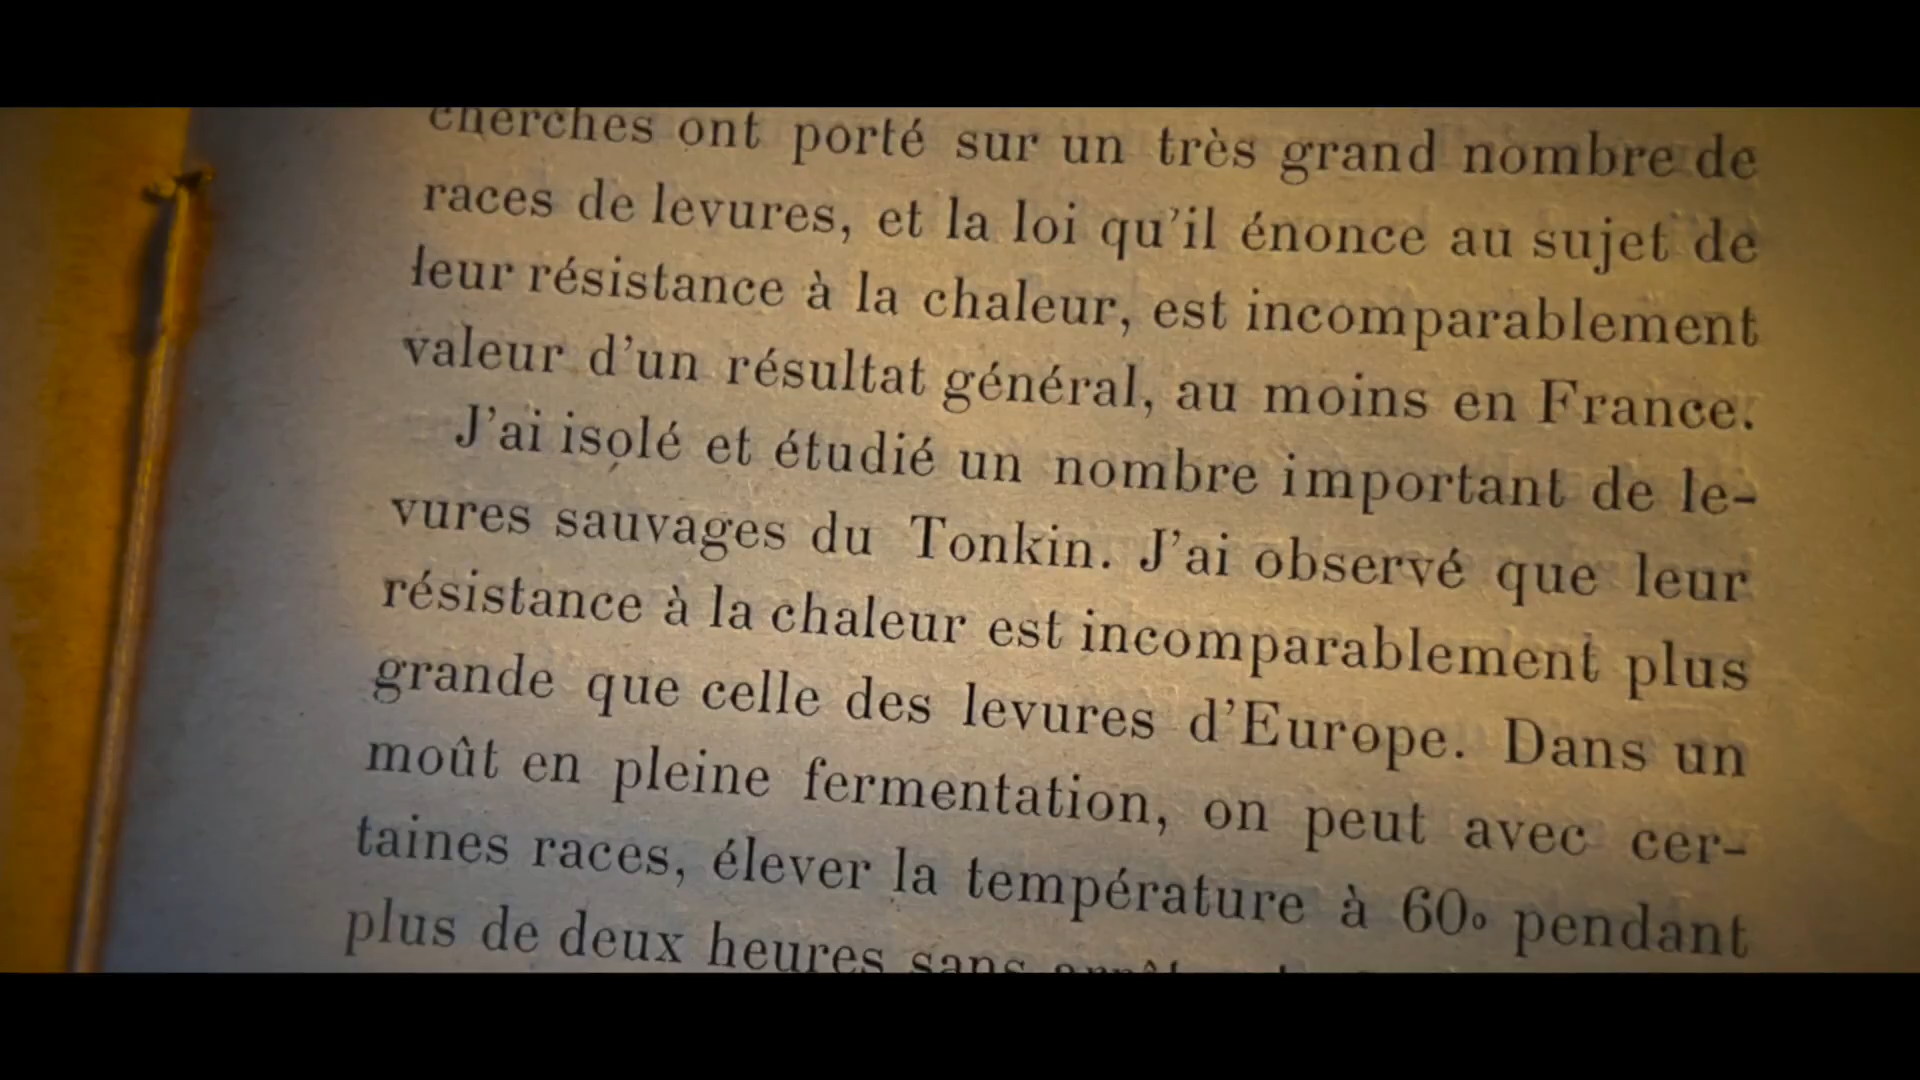 cherches ont porté sur un très grand nombre de
races de levures, et la loi qu'il énonce au sujet de
leur résistance à la chaleur, est incomparablement
valeur d'un résultat général, au moins en France.
J'ai isolé et étudié un nombre important de le-
vures sauvages du Tonkin. J'ai observé que leur
résistance à la chaleur est incomparablement plus
grande que celle des levures d'Europe. Dans un
moût en pleine fermentation, on peut avec cer-
taines races, élever la température à 60° pendant
plus de deux heures sans